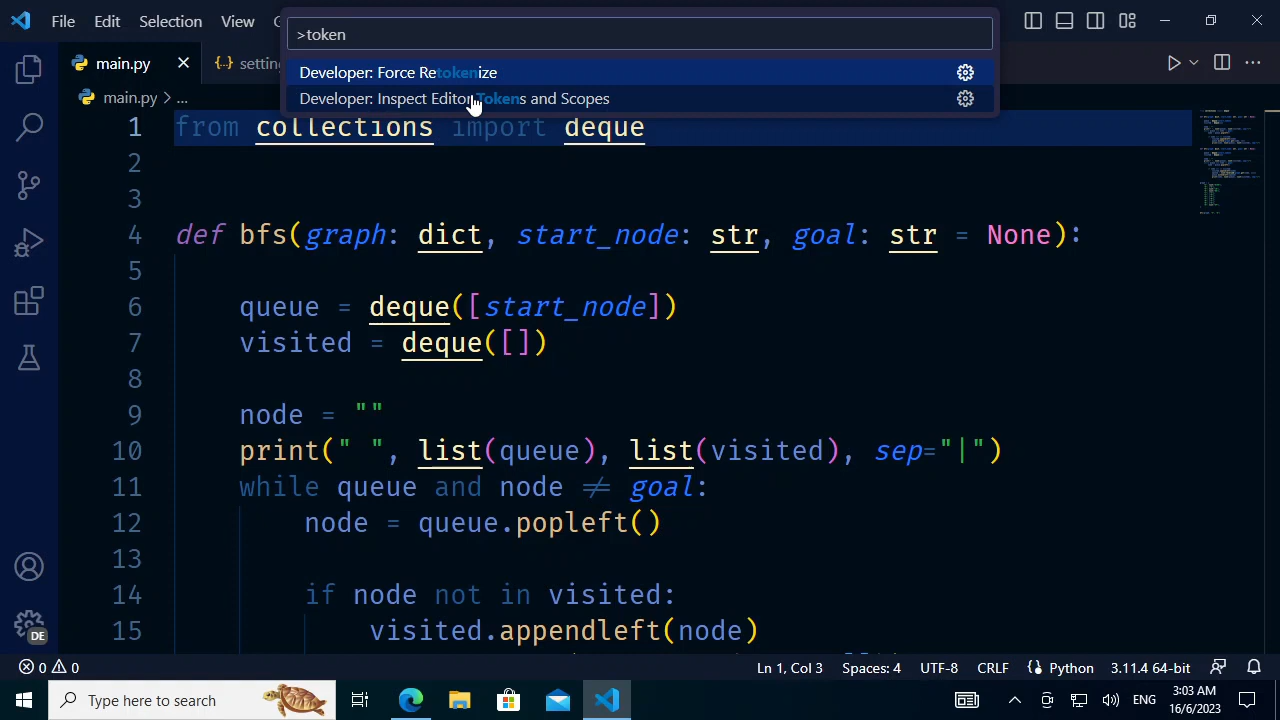 File Edit Selection View G
>token
Developer: Force Retokenize
Developer: Inspect Editor Tokens and Scopes
main.py
{..} settin
main.py > ...
1 from collections import deque
2
3
4 def bfs(graph: dict, start_node: str, goal: str = None):
5
6 queue = deque([start_node])
7 visited = deque([])
8
9 node = ""
10 print(" ", list(queue), list(visited), sep="|")
11 while queue and node != goal:
12 node = queue.popleft()
13
14 if node not in visited:
15 visited.appendleft(node)
DE
0 0
Ln 1, Col 3 Spaces: 4 UTF-8 CRLF Python 3.11.4 64-bit
Type here to search
ENG
3:03 AM
16/6/2023